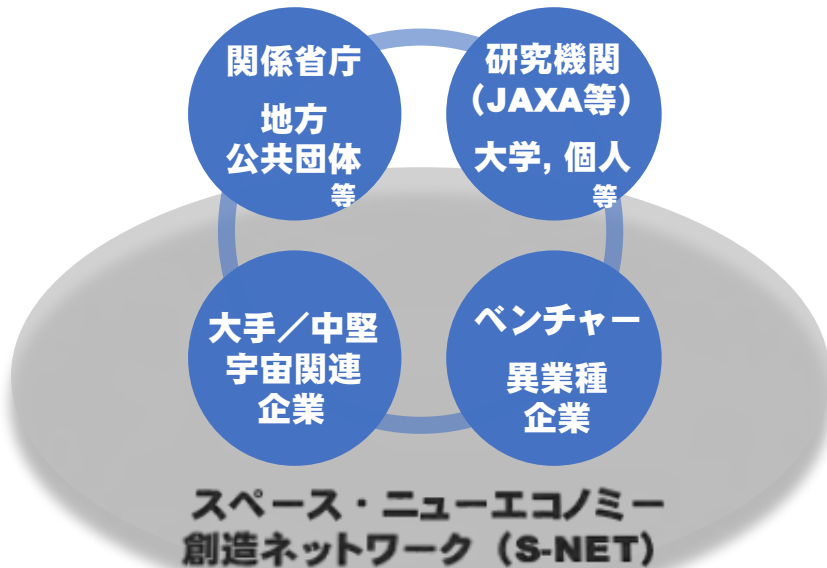 関係省庁
地方
公共団体
等
研究機関
（JAXA等）
大学, 個人
等
大手／中堅
宇宙関連
企業
ベンチャー
異業種
企業
スペース・ニューエコノミー
創造ネットワーク（S-NET）